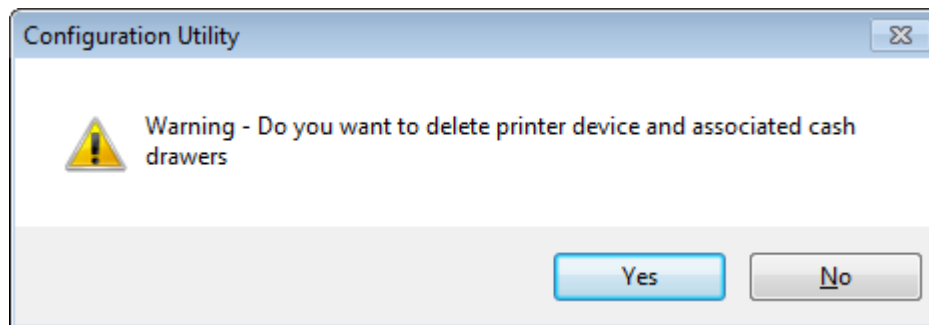 Configuration Utility
Warning - Do you want to delete printer device and associated cash
drawers
Yes
No